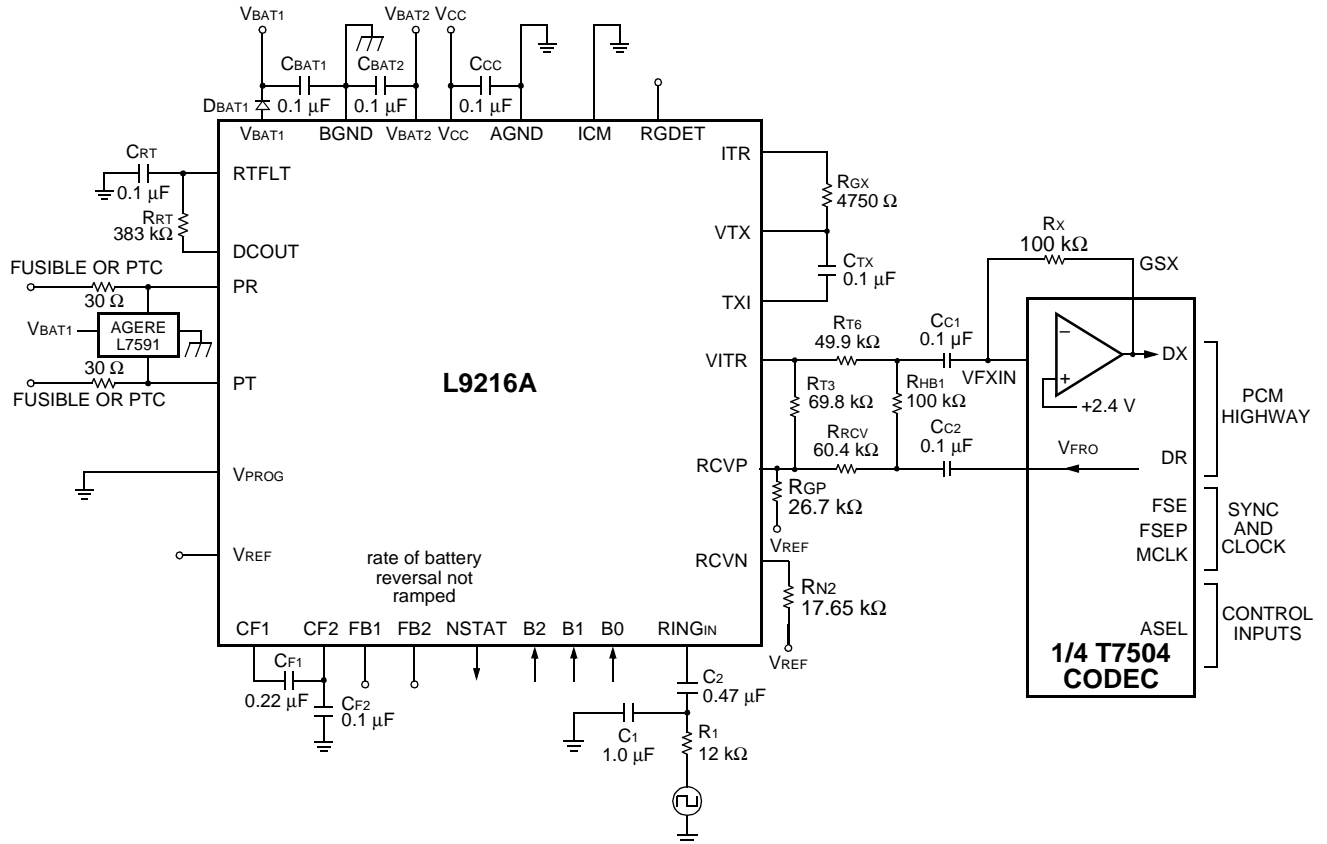 VBAT1
VBAT2
VCC
CBAT1
0.1 µF
CBAT2
0.1 µF
CCC
0.1 µF
DBAT1
VBAT1
BGND
VBAT2
VCC
AGND
ICM
RGDET
CRT
0.1 µF
RTFLT
RRT
383 kΩ
DCOUT
FUSIBLE OR PTC
30 Ω
PR
VBAT1
AGERE
L7591
30 Ω
PT
FUSIBLE OR PTC
VPROG
VREF
L9216A
rate of battery
reversal not
ramped
ITR
RGX
4750 Ω
VTX
CTX
0.1 µF
TXI
VITR
RT6
49.9 kΩ
CC1
0.1 µF
RT3
69.8 kΩ
RHB1
100 kΩ
RRCV
60.4 kΩ
CC2
0.1 µF
RCVP
RGP
26.7 kΩ
VREF
RCVN
RN2
17.65 kΩ
VREF
RX
100 kΩ
GSX
VFXIN
−
+
+2.4 V
DX
VFRO
DR
FSE
FSEP
MCLK
ASEL
1/4 T7504
CODEC
PCM
HIGHWAY
SYNC
AND
CLOCK
CONTROL
INPUTS
CF1
CF2
FB1
FB2
NSTAT
B2
B1
B0
RINGIN
CF1
0.22 µF
CF2
0.1 µF
C2
0.47 µF
C1
1.0 µF
R1
12 kΩ